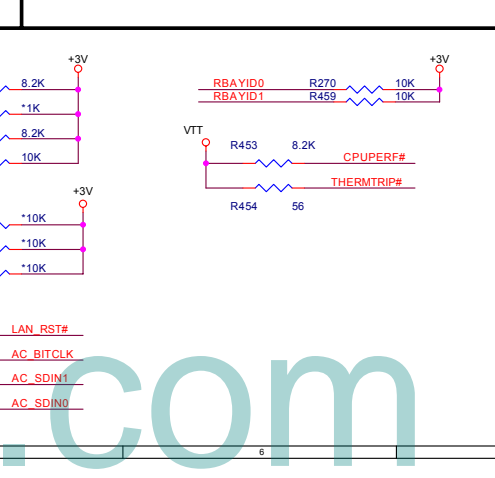 +3V
8.2K
*1K
8.2K
10K
+3V
*10K
*10K
*10K
+3V
RBAYID0 R270 10K
RBAYID1 R459 10K
VTT
R453 8.2K CPUPERF#
THERMTRIP#
R454 56
LAN_RST#
AC_BITCLK
AC_SDIN1
AC_SDIN0
.com
6